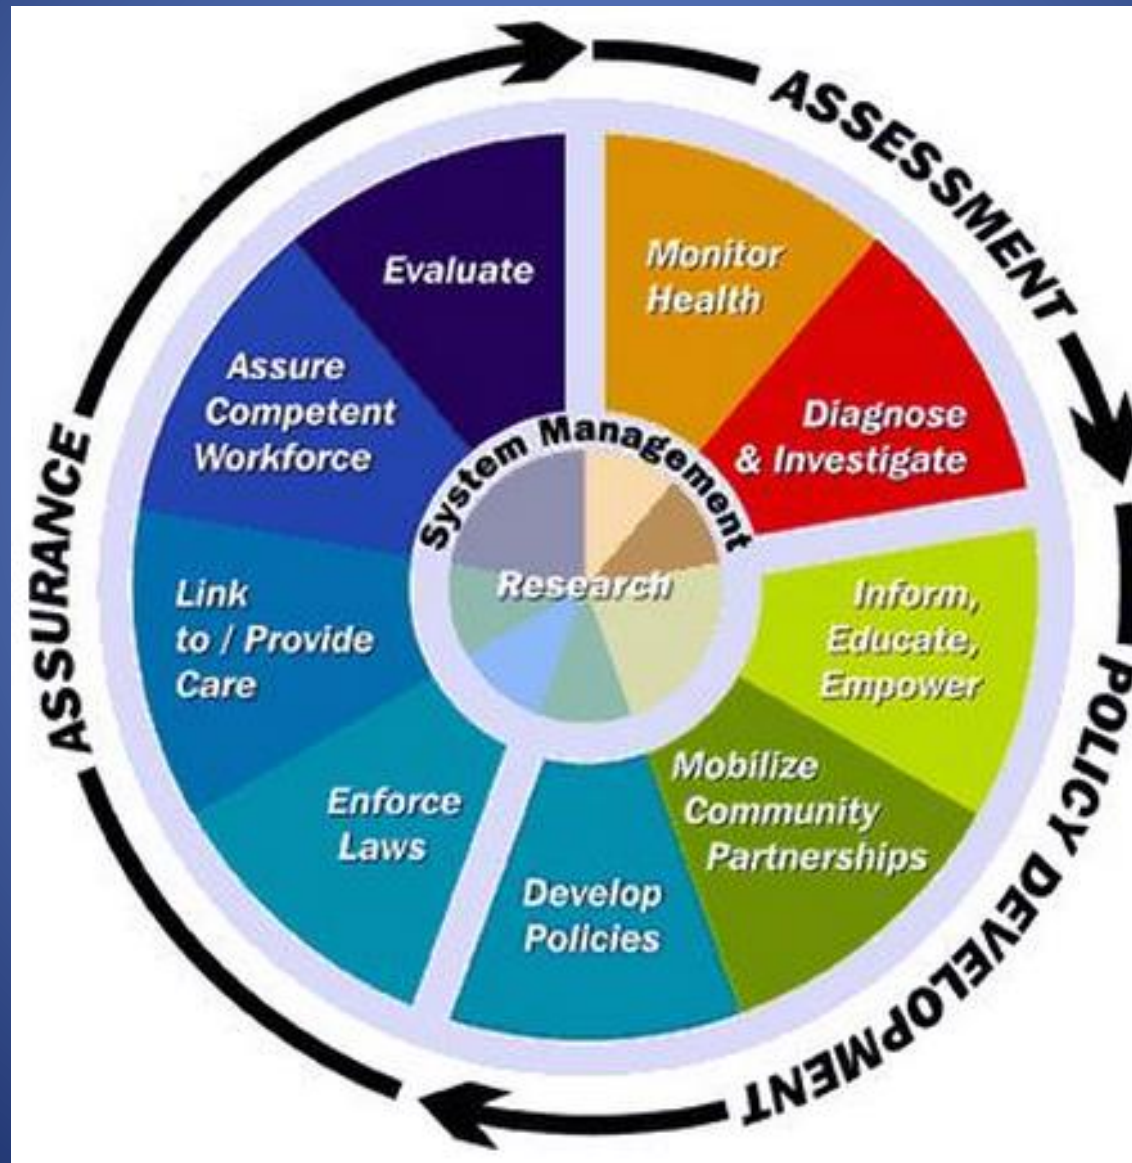 ASSESSMENT
Monitor
Health
Diagnose
& Investigate
POLICY DEVELOPMENT
Inform,
Educate,
Empower
Mobilize
Community
Partnerships
Develop
Policies
ASSURANCE
Enforce
Laws
Link
to / Provide
Care
Assure
Competent
Workforce
Evaluate
System Management
Research